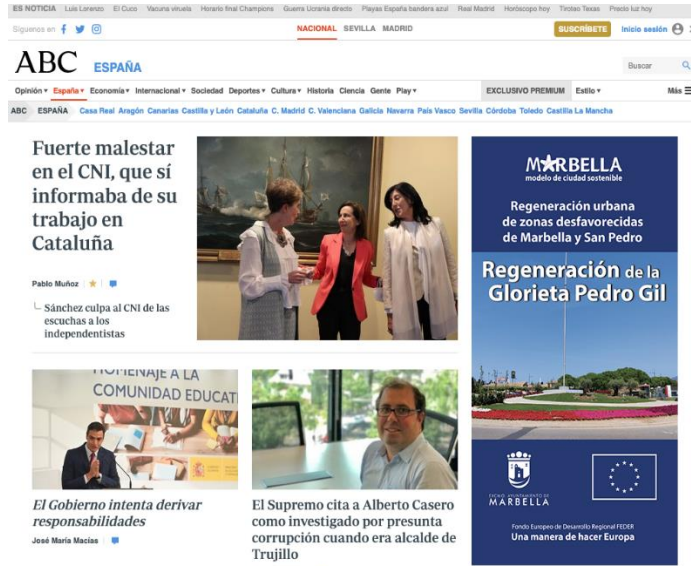 ES NOTICIA Luis Lorenzo El Cuco Vacuna viruela Horario final Champions Guerra Ucrania directo Playas España bandera azul Real Madrid Horóscopo hoy Tiroteo Texas Precio luz hoy
Síguenos en
NACIONAL SEVILLA MADRID
SUSCRÍBETE Inicio sesión
ABC ESPAÑA
Buscar
Opinión España Economía Internacional Sociedad Deportes Cultura Historia Ciencia Gente Play EXCLUSIVO PREMIUM Estilo Más
ABC ESPAÑA Casa Real Aragón Canarias Castilla y León Cataluña C. Madrid C. Valenciana Galicia Navarra País Vasco Sevilla Córdoba Toledo Castilla La Mancha
Fuerte malestar
en el CNI, que sí
informaba de su
trabajo en
Cataluña
Pablo Muñoz
Sánchez culpa al CNI de las
escuchas a los
independentistas
MARBELLA
modelo de ciudad sostenible
Regeneración urbana
de zonas desfavorecidas
de Marbella y San Pedro
Regeneración de la
Glorieta Pedro Gil
HOMENAJE A LA
COMUNIDAD EDUCATI
El Gobierno intenta derivar
responsabilidades
José María Macías
El Supremo cita a Alberto Casero
como investigado por presunta
corrupción cuando era alcalde de
Trujillo
EXCMO. AYUNTAMIENTO DE
MARBELLA
Fondo Europeo de Desarrollo Regional FEDER
Una manera de hacer Europa